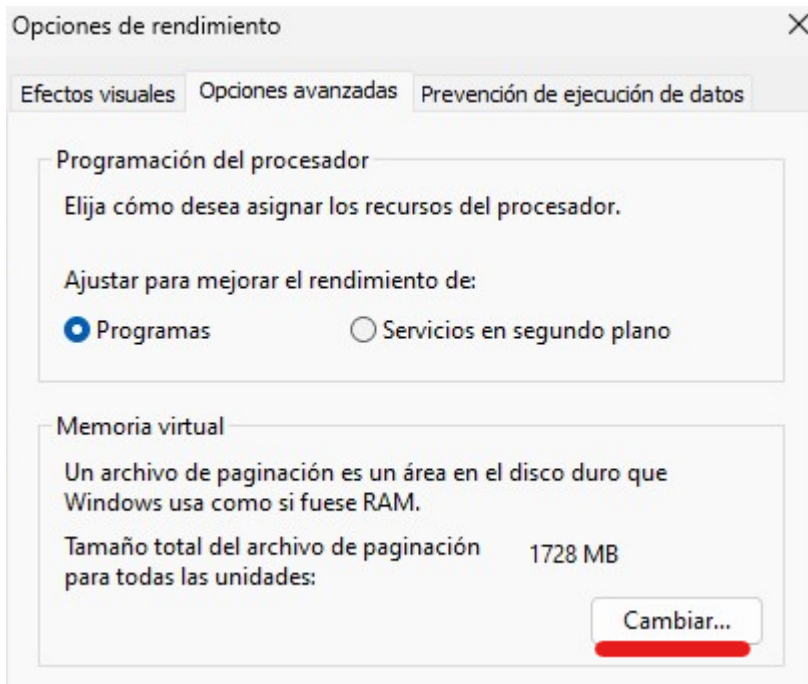 Opciones de rendimiento
Efectos visuales
Opciones avanzadas
Prevención de ejecución de datos
Programación del procesador
Elija cómo desea asignar los recursos del procesador.
Ajustar para mejorar el rendimiento de:
Programas
Servicios en segundo plano
Memoria virtual
Un archivo de paginación es un área en el disco duro que
Windows usa como si fuese RAM.
Tamaño total del archivo de paginación
para todas las unidades:
1728 MB
Cambiar...